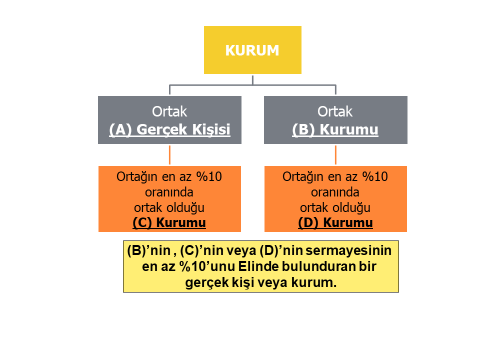 KURUM
Ortak
(A) Gerçek Kişisi
Ortak
(B) Kurumu
Ortağın en az %10
oranında
ortak olduğu
(C) Kurumu
Ortağın en az %10
oranında
ortak olduğu
(D) Kurumu
(B)’nin , (C)’nin veya (D)’nin sermayesinin
en az %10’unu Elinde bulunduran bir
gerçek kişi veya kurum.